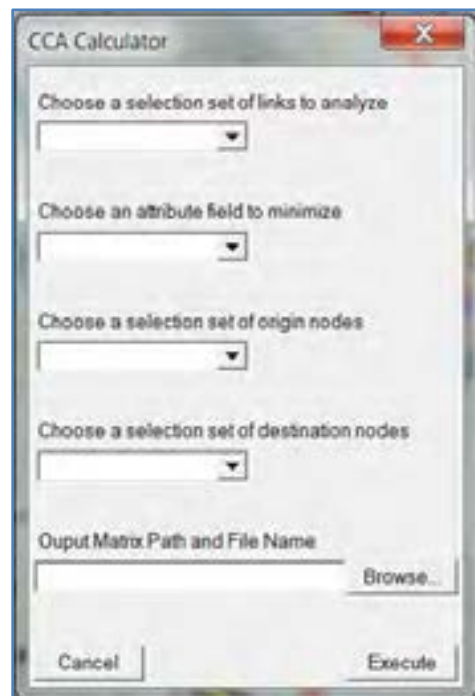 CCA Calculator
Choose a selection set of links to analyze
Choose an attribute field to minimize
Choose a selection set of origin nodes
Choose a selection set of destination nodes
Ouput Matrix Path and File Name
Browse...
Cancel
Execute